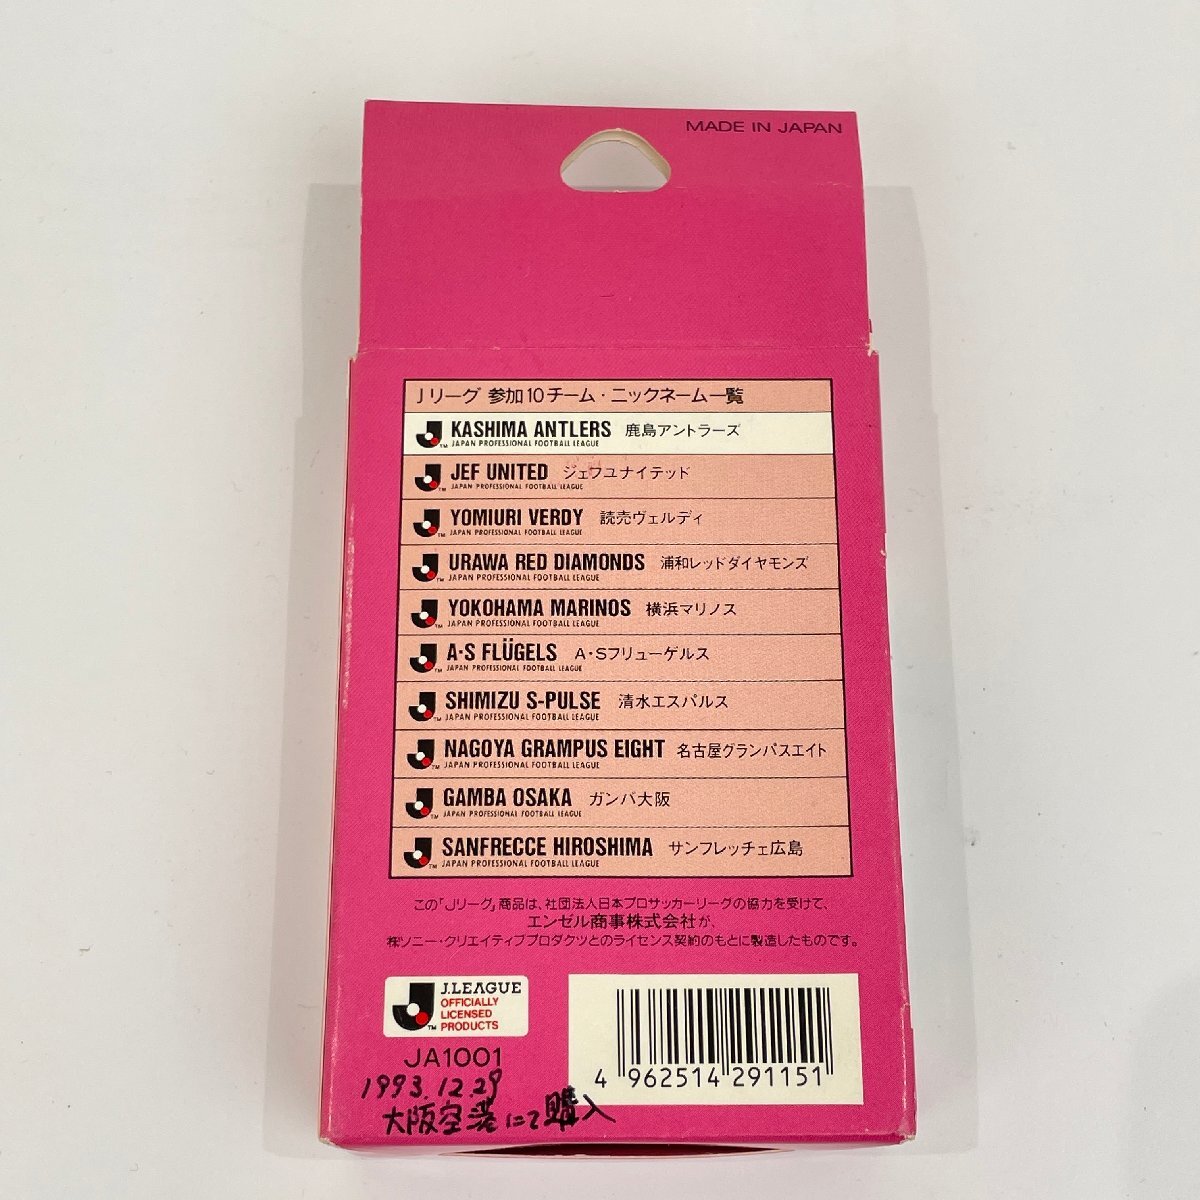 MADE IN JAPAN
Jリーグ 参加10チーム・ニックネーム一覧
KASHIMA ANTLERS 鹿島アントラーズ
TM JAPAN PROFESSIONAL FOOTBALL LEAGUE
JEF UNITED ジェフユナイテッド
TM JAPAN PROFESSIONAL FOOTBALL LEAGUE
YOMIURI VERDY 読売ヴェルディ
TM JAPAN PROFESSIONAL FOOTBALL LEAGUE
URAWA RED DIAMONDS 浦和レッドダイヤモンズ
TM JAPAN PROFESSIONAL FOOTBALL LEAGUE
YOKOHAMA MARINOS 横浜マリノス
TM JAPAN PROFESSIONAL FOOTBALL LEAGUE
A・S FLÜGELS A・Sフリューゲルス
TM JAPAN PROFESSIONAL FOOTBALL LEAGUE
SHIMIZU S-PULSE 清水エスパルス
TM JAPAN PROFESSIONAL FOOTBALL LEAGUE
NAGOYA GRAMPUS EIGHT 名古屋グランパスエイト
TM JAPAN PROFESSIONAL FOOTBALL LEAGUE
GAMBA OSAKA ガンバ大阪
TM JAPAN PROFESSIONAL FOOTBALL LEAGUE
SANFRECCE HIROSHIMA サンフレッチェ広島
TM JAPAN PROFESSIONAL FOOTBALL LEAGUE
この「Jリーグ」商品は、社団法人日本プロサッカーリーグの協力を受けて、
エンゼル商事株式会社が、
㈱ソニー・クリエイティブプロダクツとのライセンス契約のもとに製造したものです。
J.LEAGUE
OFFICIALLY
LICENSED
TM PRODUCTS
JA1001
4 962514 291151
1993.12.29
大阪空港にて購入